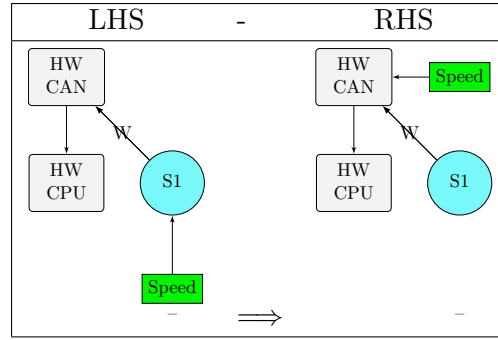 LHS - RHS
HW
CAN
W
HW
CPU
S1
Speed
–
⟹
HW
CAN
Speed
W
HW
CPU
S1
–